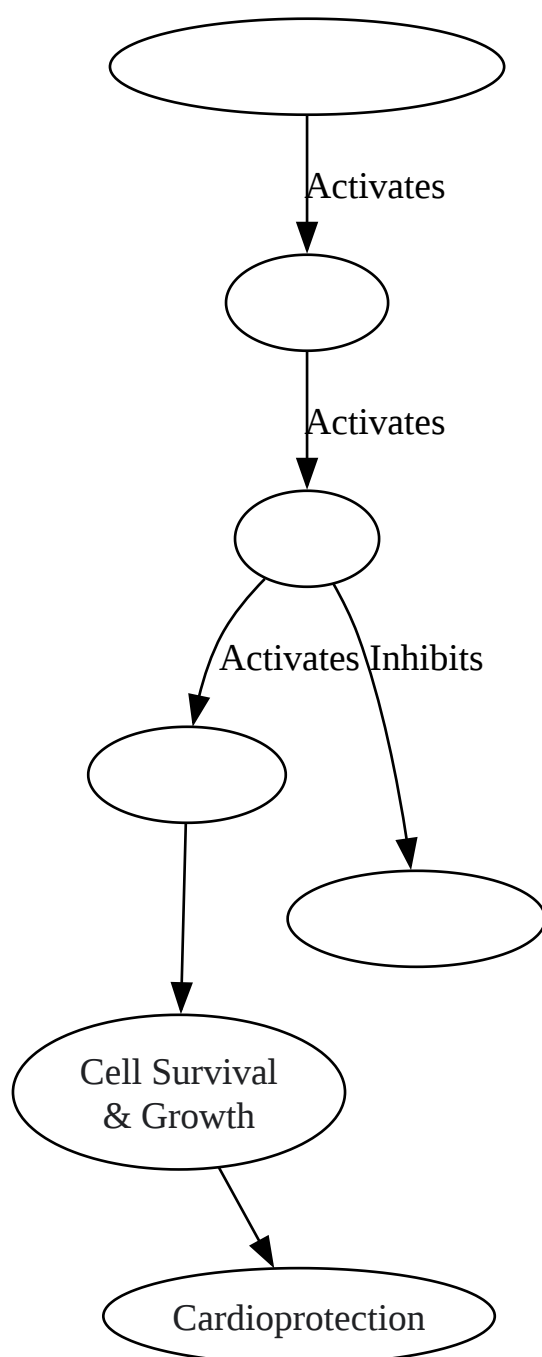 Activates
Activates
Activates Inhibits
Cell Survival
& Growth
Cardioprotection